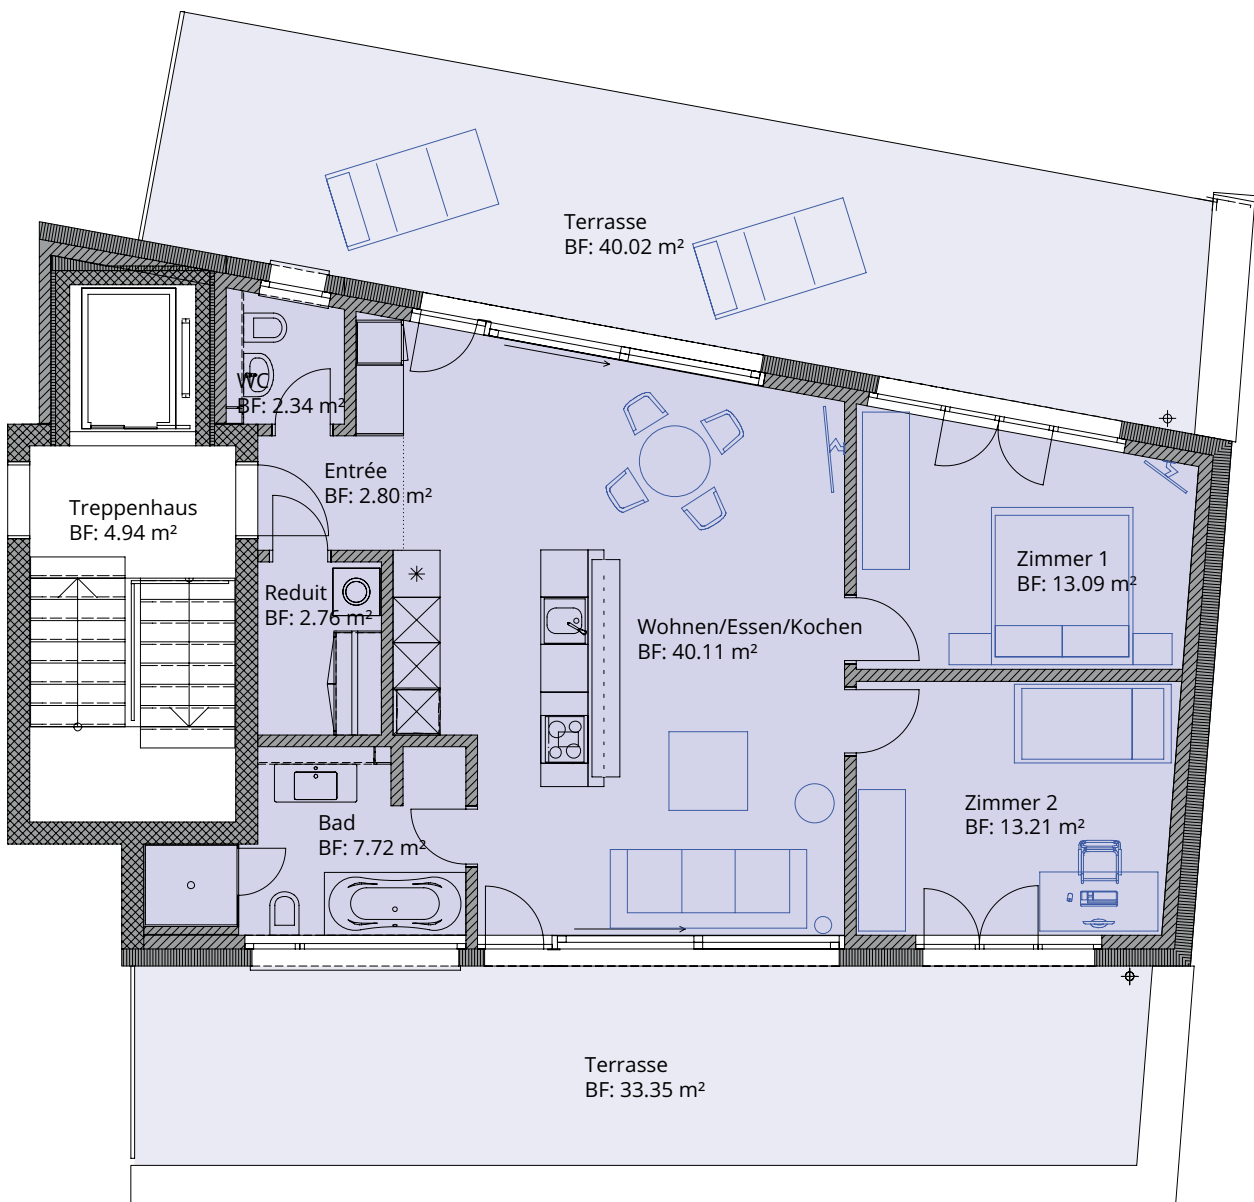 Terrasse
BF: 40.02 m²
WC
BF: 2.34 m²
Entrée
BF: 2.80 m²
Treppenhaus
BF: 4.94 m²
Zimmer 1
BF: 13.09 m²
Reduit
BF: 2.76 m²
Wohnen/Essen/Kochen
BF: 40.11 m²
Zimmer 2
BF: 13.21 m²
Bad
BF: 7.72 m²
Terrasse
BF: 33.35 m²